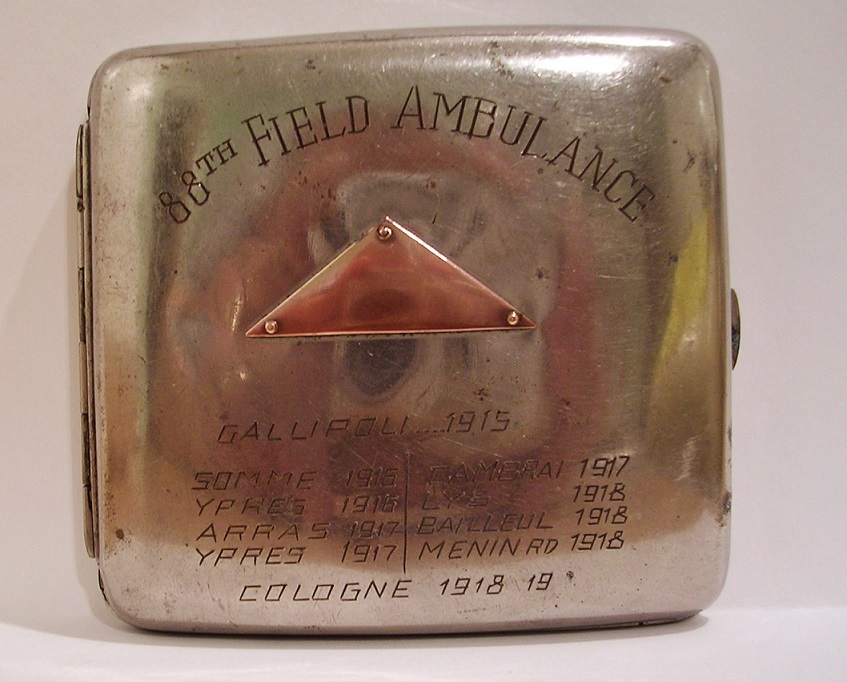 88TH FIELD AMBULANCE
GALLIPOLI....1915
SOMME 1916 CAMBRAI 1917
YPRES 1916 LYS 1918
ARRAS 1917 BAILLEUL 1918
YPRES 1917 MENIN RD 1918
COLOGNE 1918 19